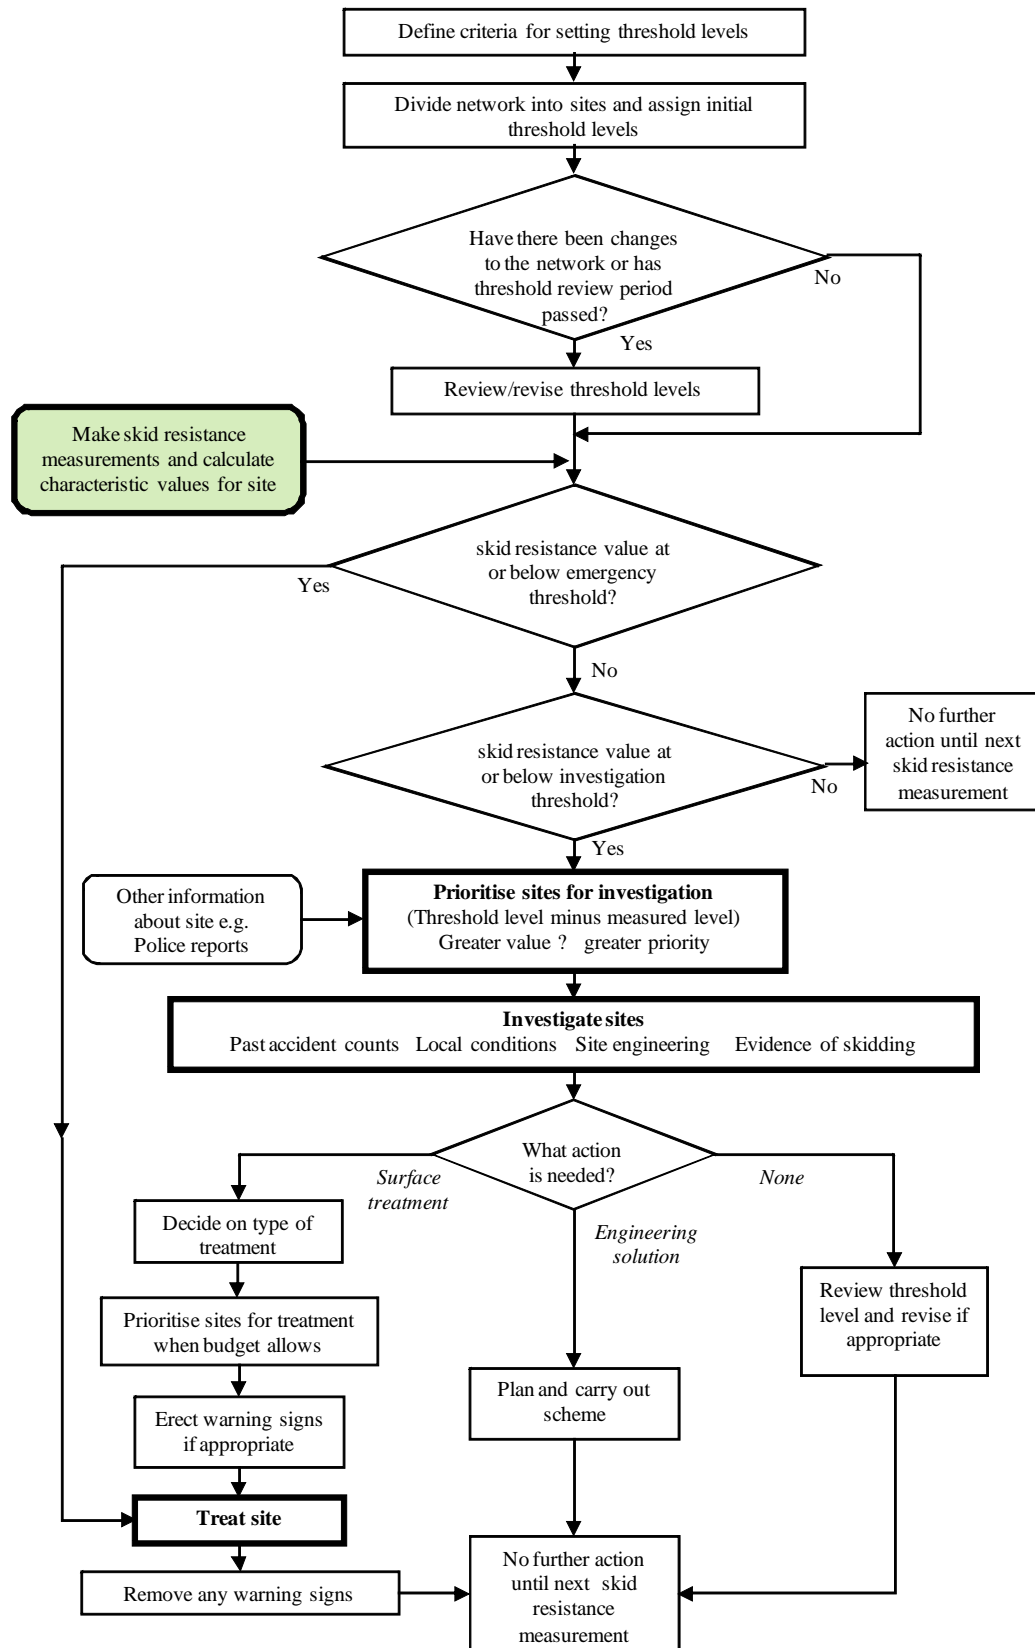 Define criteria for setting threshold levels
Divide network into sites and assign initial
threshold levels
Have there been changes
to the network or has
threshold review period
passed?
No
Yes
Review/revise threshold levels
Make skid resistance
measurements and calculate
characteristic values for site
skid resistance value at
or below emergency
threshold?
Yes
No
skid resistance value at
or below investigation
threshold?
No
No further
action until next
skid resistance
measurement
Yes
Other information
about site e.g.
Police reports
Prioritise sites for investigation
(Threshold level minus measured level)
Greater value ? greater priority
Investigate sites
Past accident counts Local conditions Site engineering Evidence of skidding
What action
is needed?
Surface
treatment
None
Engineering
solution
Decide on type of
treatment
Prioritise sites for treatment
when budget allows
Erect warning signs
if appropriate
Treat site
Remove any warning signs
Plan and carry out
scheme
Review threshold
level and revise if
appropriate
No further action
until next skid
resistance
measurement